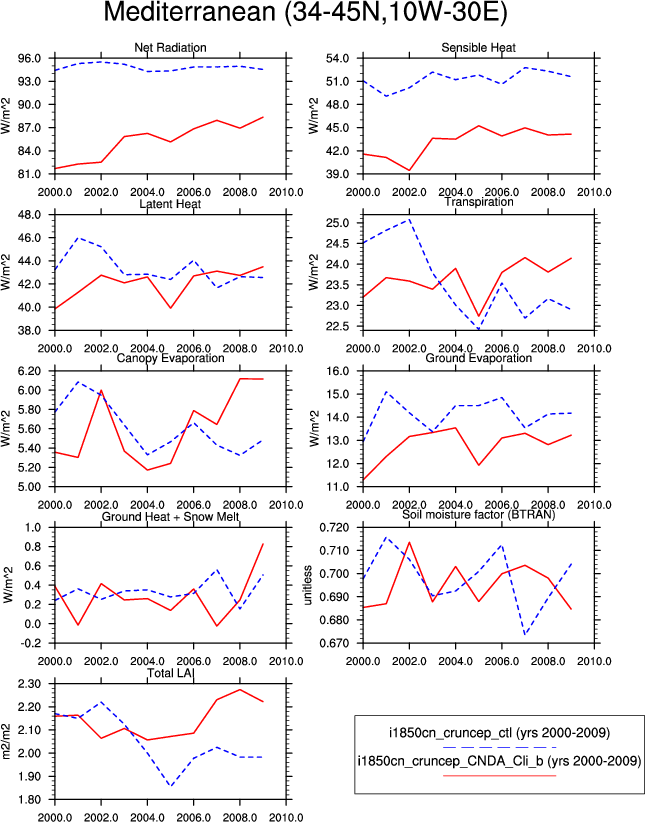 Mediterranean (34-45N,10W-30E)
Net Radiation
W/m^2
96.0
93.0
90.0
87.0
84.0
81.0
2000.0 2002.0 2004.0 2006.0 2008.0 2010.0
Sensible Heat
W/m^2
54.0
51.0
48.0
45.0
42.0
39.0
2000.0 2002.0 2004.0 2006.0 2008.0 2010.0
Latent Heat
W/m^2
48.0
46.0
44.0
42.0
40.0
38.0
2000.0 2002.0 2004.0 2006.0 2008.0 2010.0
Transpiration
W/m^2
25.0
24.5
24.0
23.5
23.0
22.5
2000.0 2002.0 2004.0 2006.0 2008.0 2010.0
Canopy Evaporation
W/m^2
6.20
6.00
5.80
5.60
5.40
5.20
5.00
2000.0 2002.0 2004.0 2006.0 2008.0 2010.0
Ground Evaporation
W/m^2
16.0
15.0
14.0
13.0
12.0
11.0
2000.0 2002.0 2004.0 2006.0 2008.0 2010.0
Ground Heat + Snow Melt
W/m^2
1.0
0.8
0.6
0.4
0.2
0.0
-0.2
2000.0 2002.0 2004.0 2006.0 2008.0 2010.0
Soil moisture factor (BTRAN)
unitless
0.720
0.710
0.700
0.690
0.680
0.670
2000.0 2002.0 2004.0 2006.0 2008.0 2010.0
Total LAI
m2/m2
2.30
2.20
2.10
2.00
1.90
1.80
2000.0 2002.0 2004.0 2006.0 2008.0 2010.0
i1850cn_cruncep_ctl (yrs 2000-2009)
i1850cn_cruncep_CNDA_Cli_b (yrs 2000-2009)